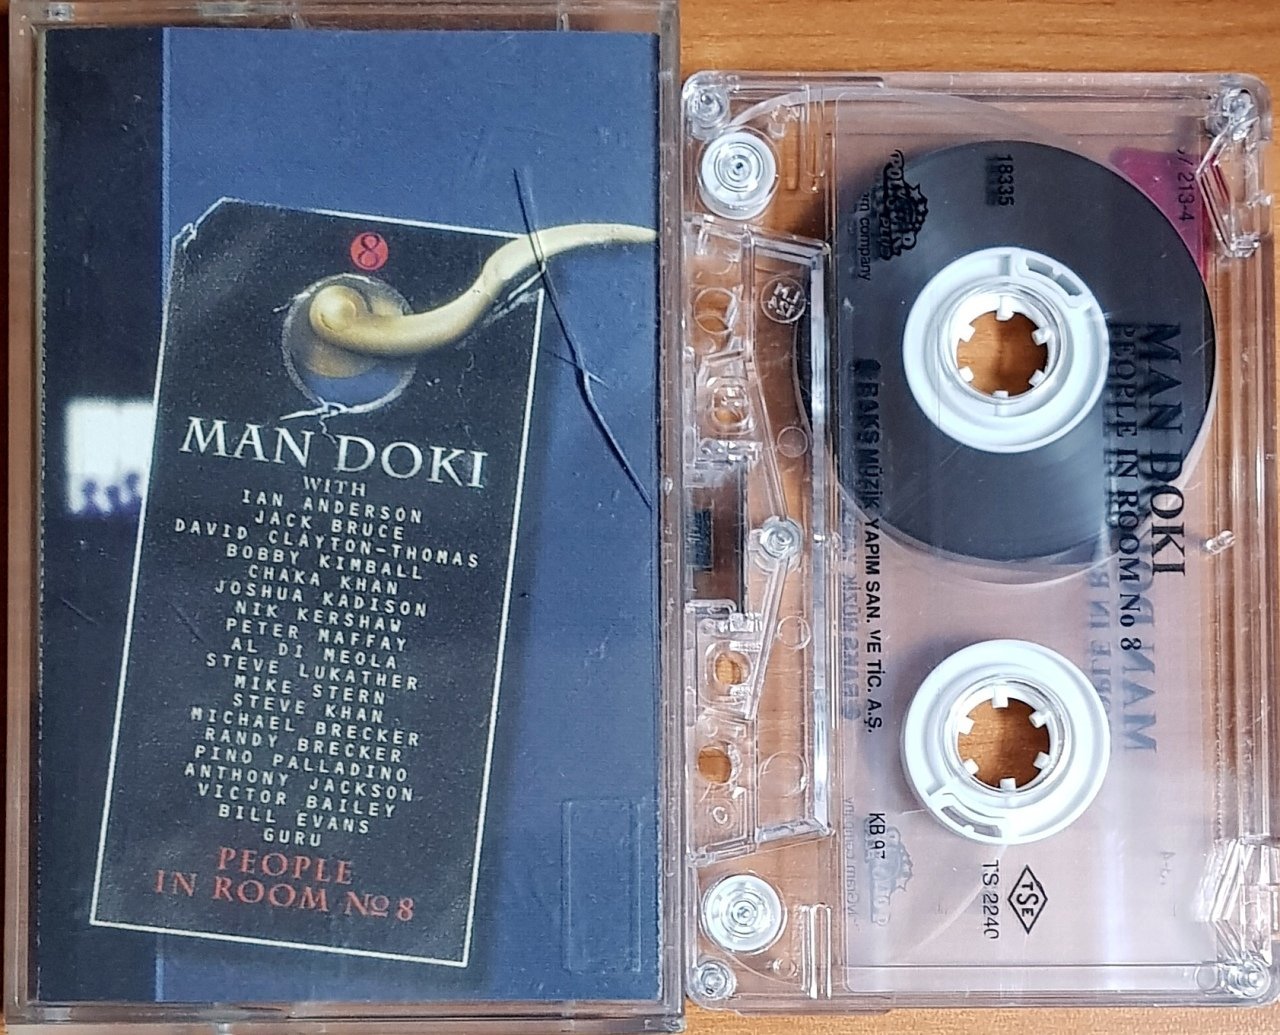 8
MAN DOKI
WITH
IAN ANDERSON
JACK BRUCE
DAVID CLAYTON-THOMAS
BOBBY KIMBALL
CHAKA KHAN
JOSHUA KADISON
NIK KERSHAW
PETER MAFFAY
AL DI MEOLA
STEVE LUKATHER
MIKE STERN
STEVE KHAN
MICHAEL BRECKER
RANDY BRECKER
PINO PALLADINO
ANTHONY JACKSON
VICTOR BAILEY
BILL EVANS
GURU
PEOPLE
IN ROOM No 8
MAN DOKI
PEOPLE IN ROOM No 8
213-4
18335
company
RAKS MÜZİK YAPIM SAN. VE TİC. A.Ş.
KB 97
TS 2240
TSE